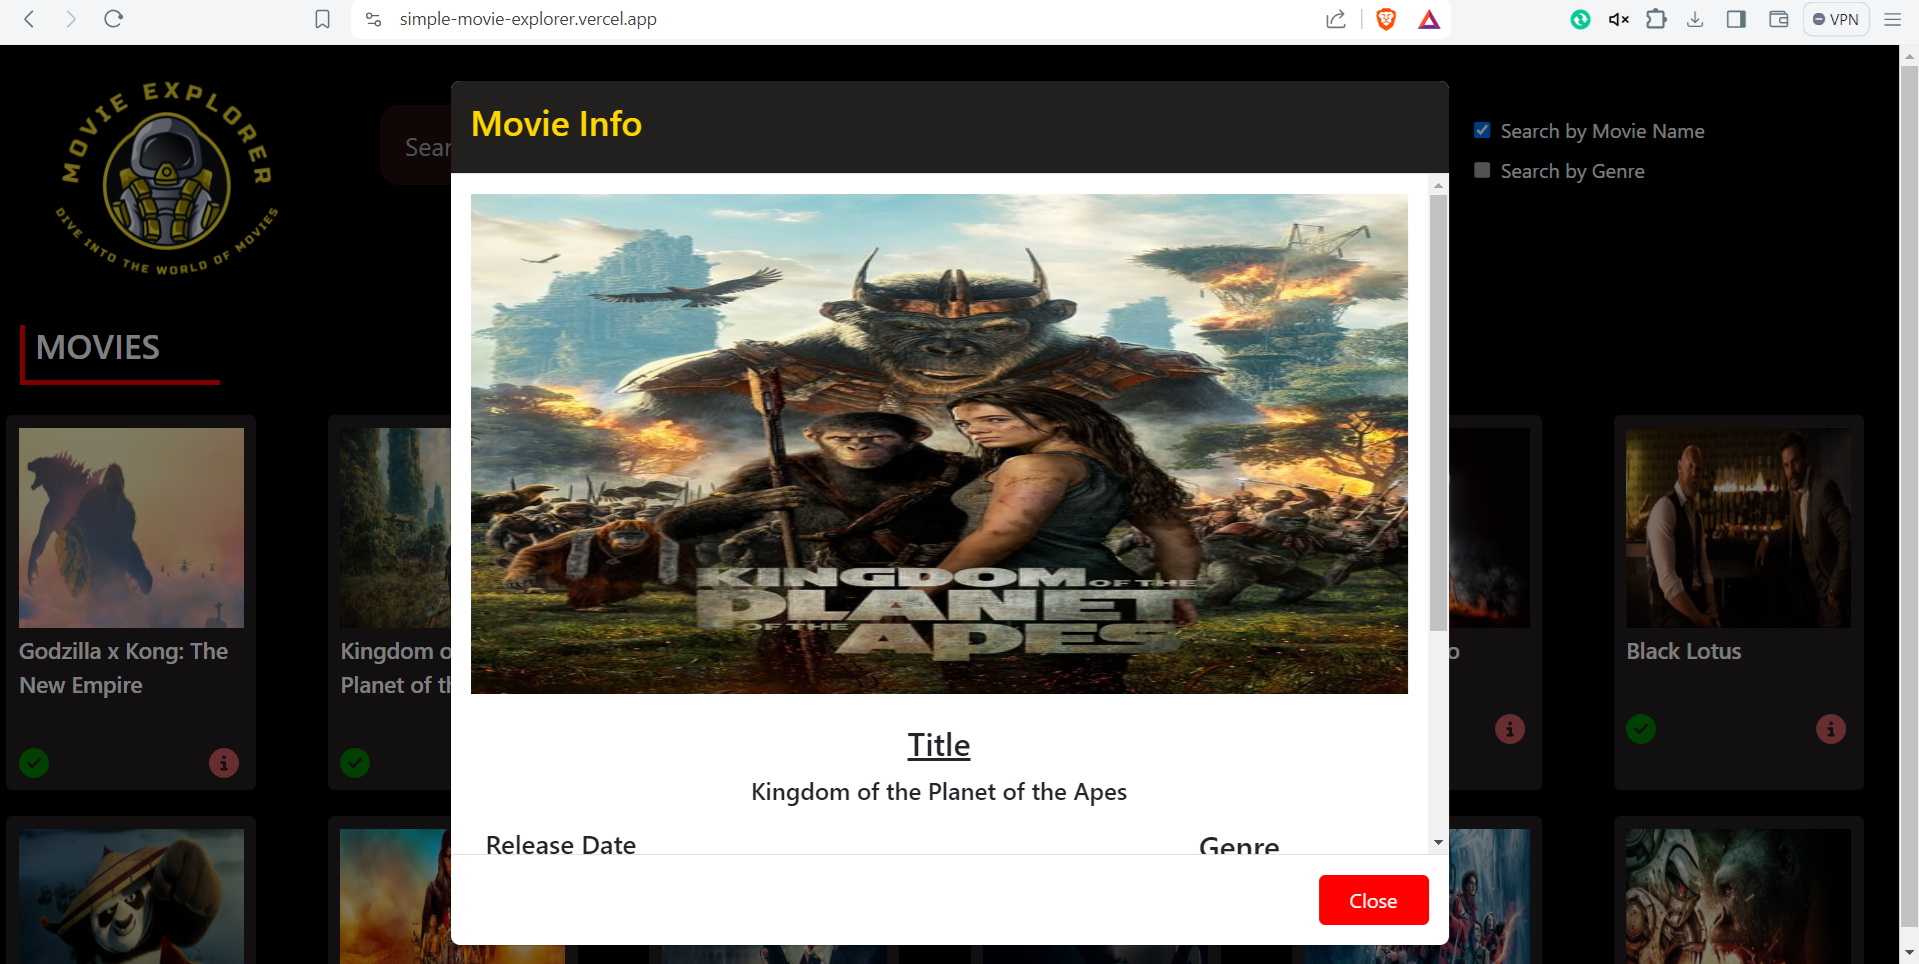 simple-movie-explorer.vercel.app
VPN
MOVIE EXPLORER
DIVE INTO THE WORLD OF MOVIES
Sear
Movie Info
Search by Movie Name
Search by Genre
MOVIES
KINGDOM OF THE
PLANET
OF THE APES
Godzilla x Kong: The
New Empire
Kingdom o
Planet of th
o
Black Lotus
Title
Kingdom of the Planet of the Apes
Release Date
Genre
Close